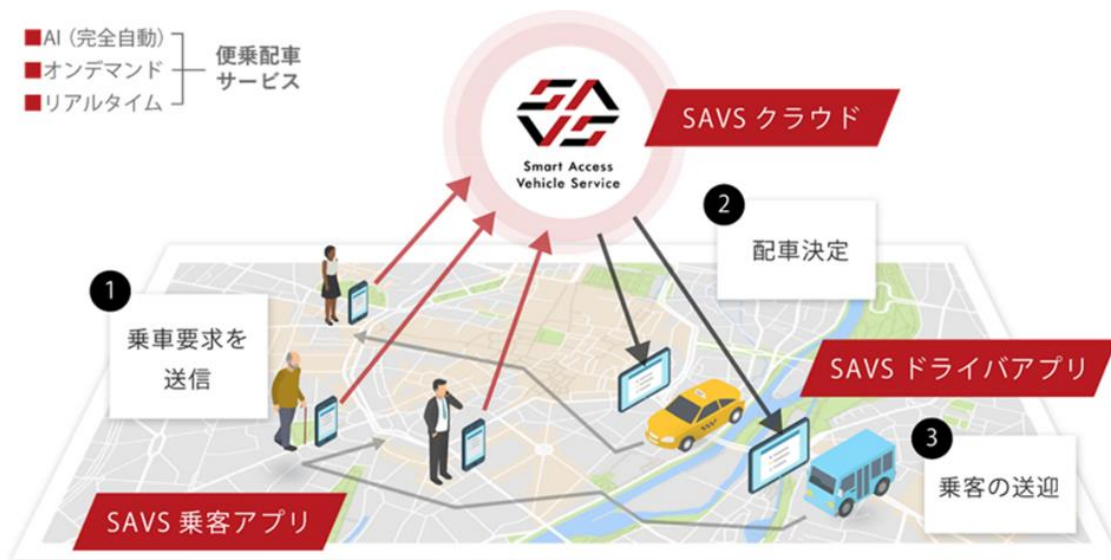 ■AI（完全自動）
■オンデマンド
■リアルタイム
便乗配車
サービス
SAVS
Smart Access
Vehicle Service
SAVS クラウド
1
乗車要求を
送信
2
配車決定
SAVS ドライバアプリ
3
乗客の送迎
SAVS 乗客アプリ